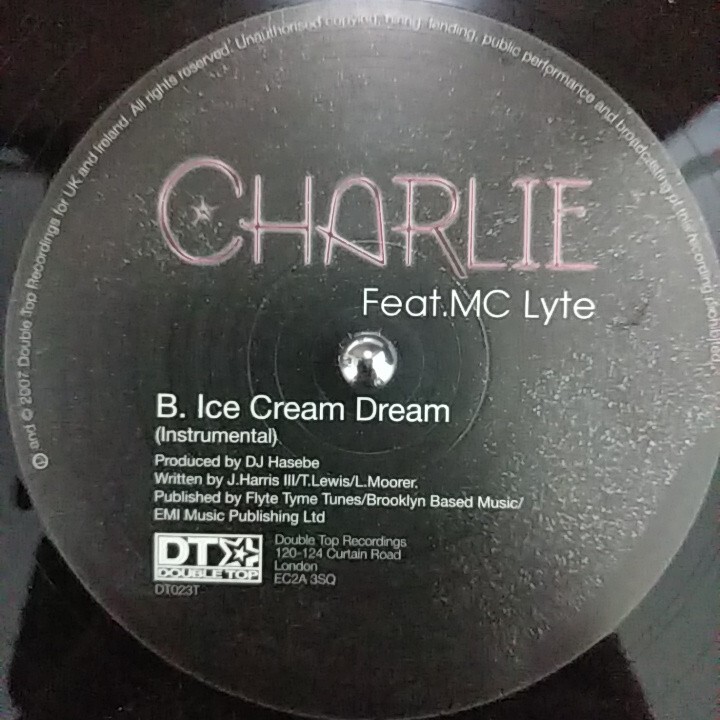 ℗ and © 2007 Double Top Recordings for UK and Ireland. All rights reserved. Unauthorised copying, hiring, lending, public performance and broadcasting of this recording prohibited.
CHARLIE
Feat.MC Lyte
B. Ice Cream Dream
(Instrumental)
Produced by DJ Hasebe
Written by J.Harris III/T.Lewis/L.Moorer.
Published by Flyte Tyme Tunes/Brooklyn Based Music/
EMI Music Publishing Ltd
DT
DOUBLE TOP
DT023T
Double Top Recordings
120-124 Curtain Road
London
EC2A 3SQ